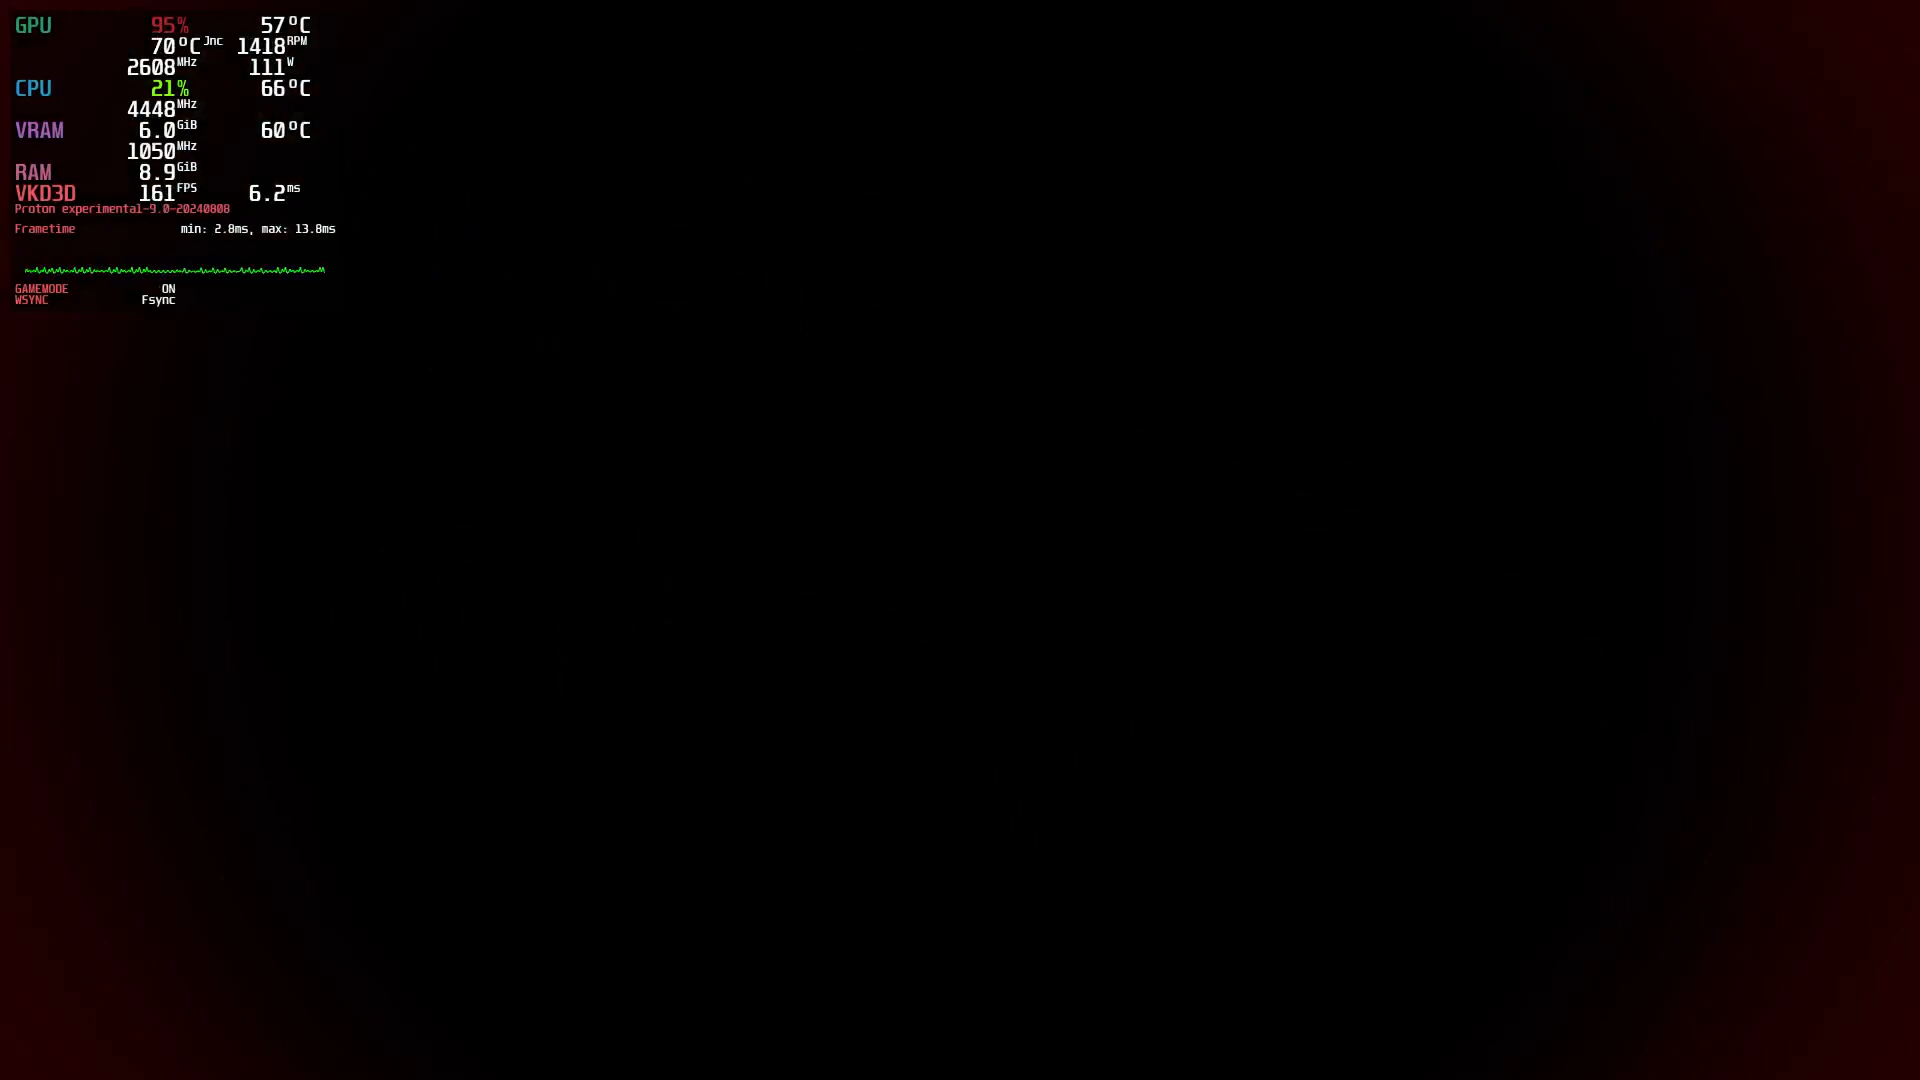 GPU 95% 57°C
70°C Jnc 1418 RPM
2608 MHz 111 W
CPU 21% 66°C
4448 MHz
VRAM 6.0 GiB 60°C
1050 MHz
RAM 8.9 GiB
VKD3D 161 FPS 6.2 ms
Proton experimental-9.0-20240808
Frametime min: 2.8ms, max: 13.8ms
GAMEMODE ON
WSYNC Fsync